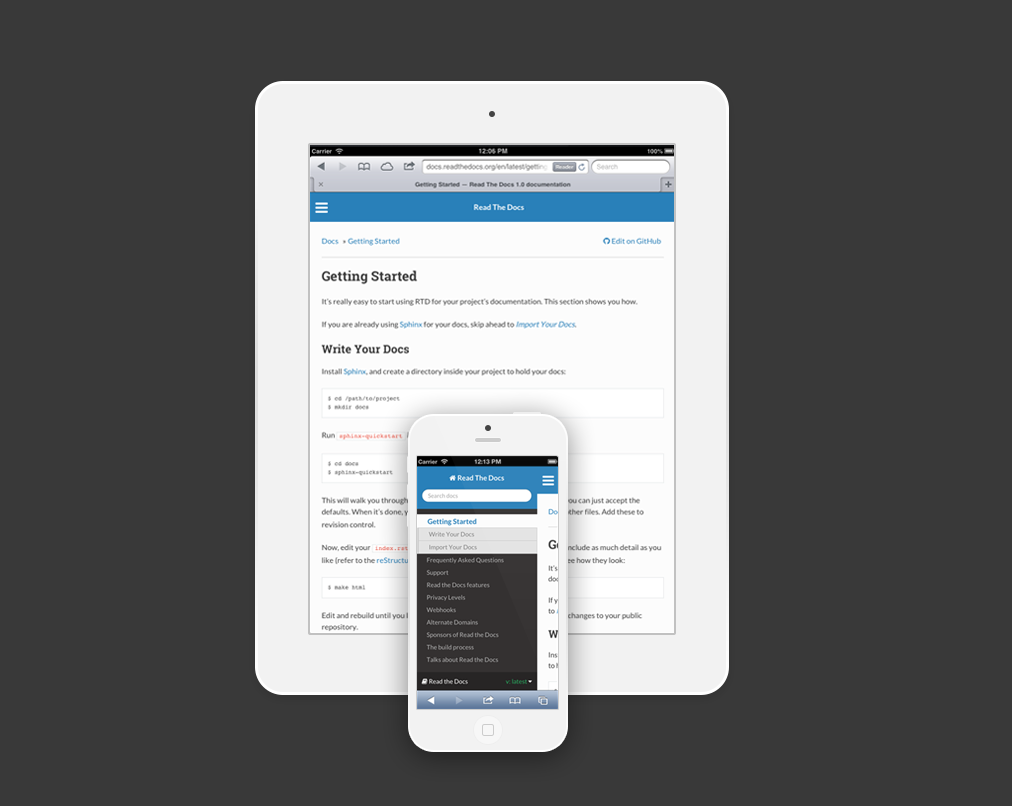 Carrier 12:06 PM 100%
docs.readthedocs.org/en/latest/getting Reader Search
Getting Started — Read The Docs 1.0 documentation
Read The Docs
Docs » Getting Started Edit on GitHub
Getting Started
It's really easy to start using RTD for your project's documentation. This section shows you how.
If you are already using Sphinx for your docs, skip ahead to Import Your Docs.
Write Your Docs
Install Sphinx, and create a directory inside your project to hold your docs:
$ cd /path/to/project
$ mkdir docs
Run sphinx-quickstart
$ cd docs
$ sphinx-quickstart
This will walk you through you can just accept the
defaults. When it's done, other files. Add these to
revision control.
Now, edit your index.rst include as much detail as you
like (refer to the reStructu see how they look:
$ make html
Edit and rebuild until you changes to your public
repository.
Carrier 12:13 PM
Read The Docs
Search docs
Getting Started
Write Your Docs
Import Your Docs
Frequently Asked Questions
Support
Read the Docs features
Privacy Levels
Webhooks
Alternate Domains
Sponsors of Read the Docs
The build process
Talks about Read the Docs
Read the Docs v: latest
Do
G
It's
doc
If y
to a
W
Ins
to h